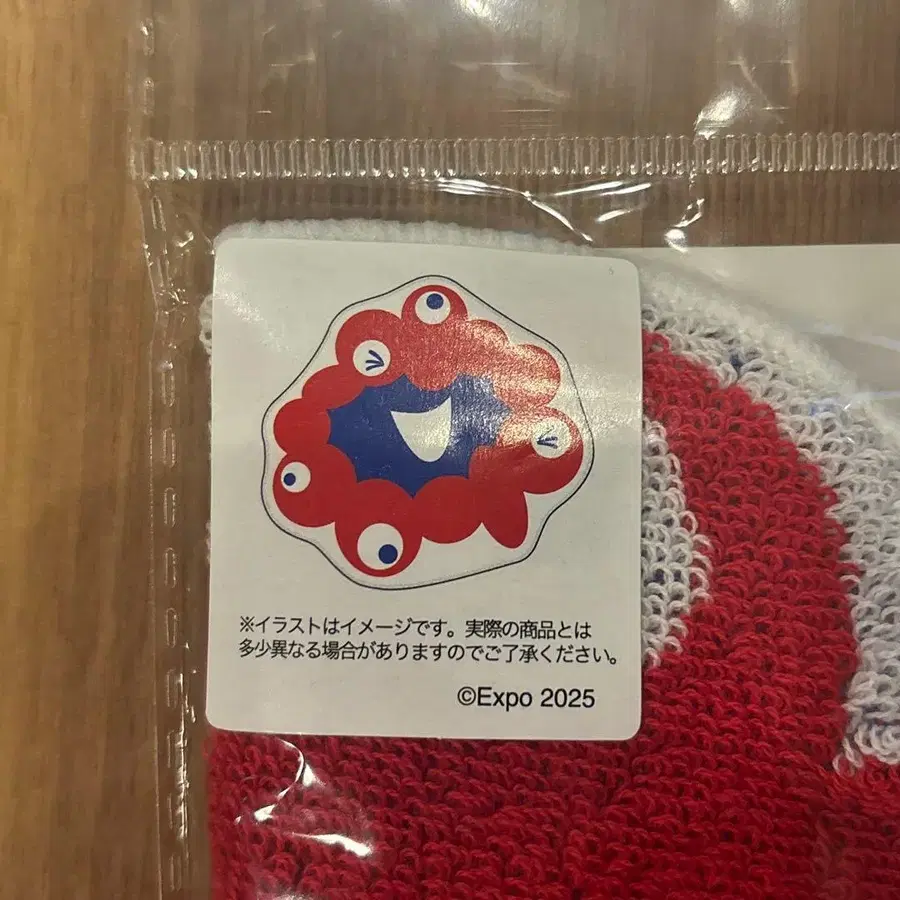 ※イラストはイメージです。実際の商品とは
多少異なる場合がありますのでご了承ください。
©Expo 2025